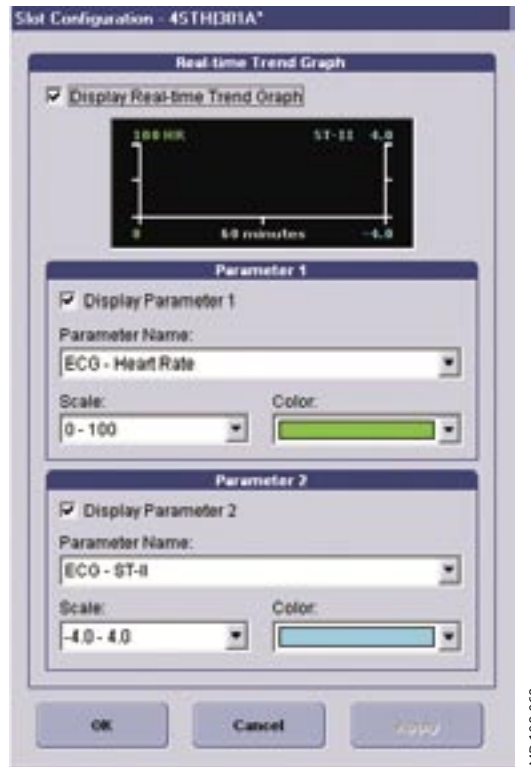 Slot Configuration - 4STH|301A*
Real-time Trend Graph
Display Real-time Trend Graph
100 HR ST-II 4.0
0 60 minutes -4.0
Parameter 1
Display Parameter 1
Parameter Name:
ECG - Heart Rate
Scale: Color:
0 - 100
Parameter 2
Display Parameter 2
Parameter Name:
ECG - ST-II
Scale: Color:
-4.0 - 4.0
OK Cancel Apply